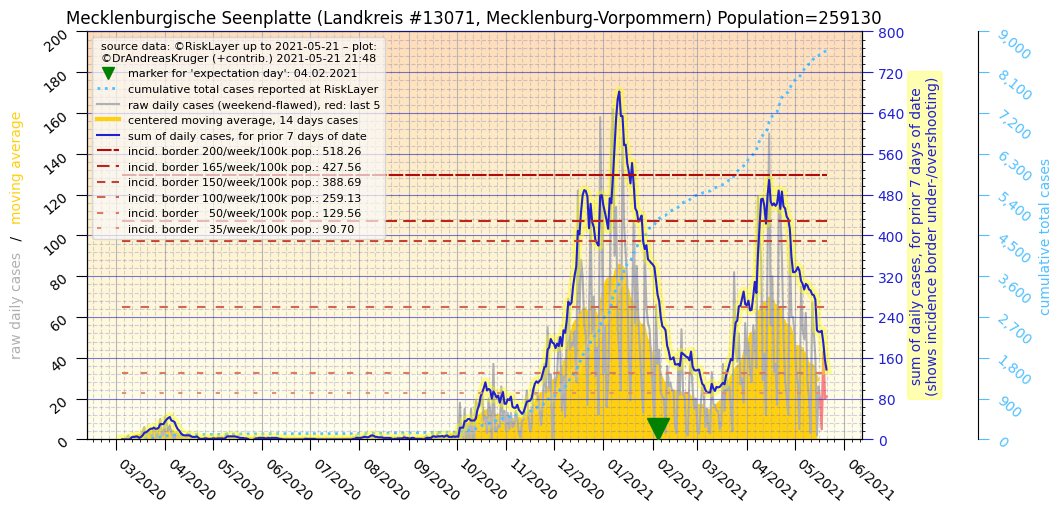 Mecklenburgische Seenplatte (Landkreis #13071, Mecklenburg-Vorpommern) Population=259130
source data: ©RiskLayer up to 2021-05-21 – plot:
©DrAndreasKruger (+contrib.) 2021-05-21 21:48
marker for 'expectation day': 04.02.2021
cumulative total cases reported at RiskLayer
raw daily cases (weekend-flawed), red: last 5
centered moving average, 14 days cases
sum of daily cases, for prior 7 days of date
incid. border 200/week/100k pop.: 518.26
incid. border 165/week/100k pop.: 427.56
incid. border 150/week/100k pop.: 388.69
incid. border 100/week/100k pop.: 259.13
incid. border 50/week/100k pop.: 129.56
incid. border 35/week/100k pop.: 90.70
raw daily cases / moving average
200
180
160
140
120
100
80
60
40
20
0
03/2020
04/2020
05/2020
06/2020
07/2020
08/2020
09/2020
10/2020
11/2020
12/2020
01/2021
02/2021
03/2021
04/2021
05/2021
06/2021
800
720
640
560
480
400
320
240
160
80
0
sum of daily cases, for prior 7 days of date
(shows incidence border under-/overshooting)
9,000
8,100
7,200
6,300
5,400
4,500
3,600
2,700
1,800
900
0
cumulative total cases